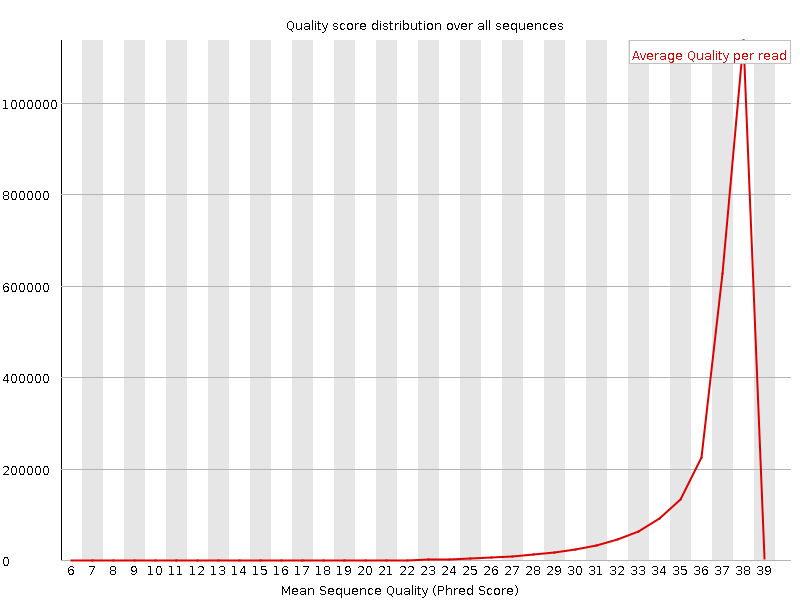 Quality score distribution over all sequences
Average Quality per read
1000000
800000
600000
400000
200000
0
6 7 8 9 10 11 12 13 14 15 16 17 18 19 20 21 22 23 24 25 26 27 28 29 30 31 32 33 34 35 36 37 38 39
Mean Sequence Quality (Phred Score)